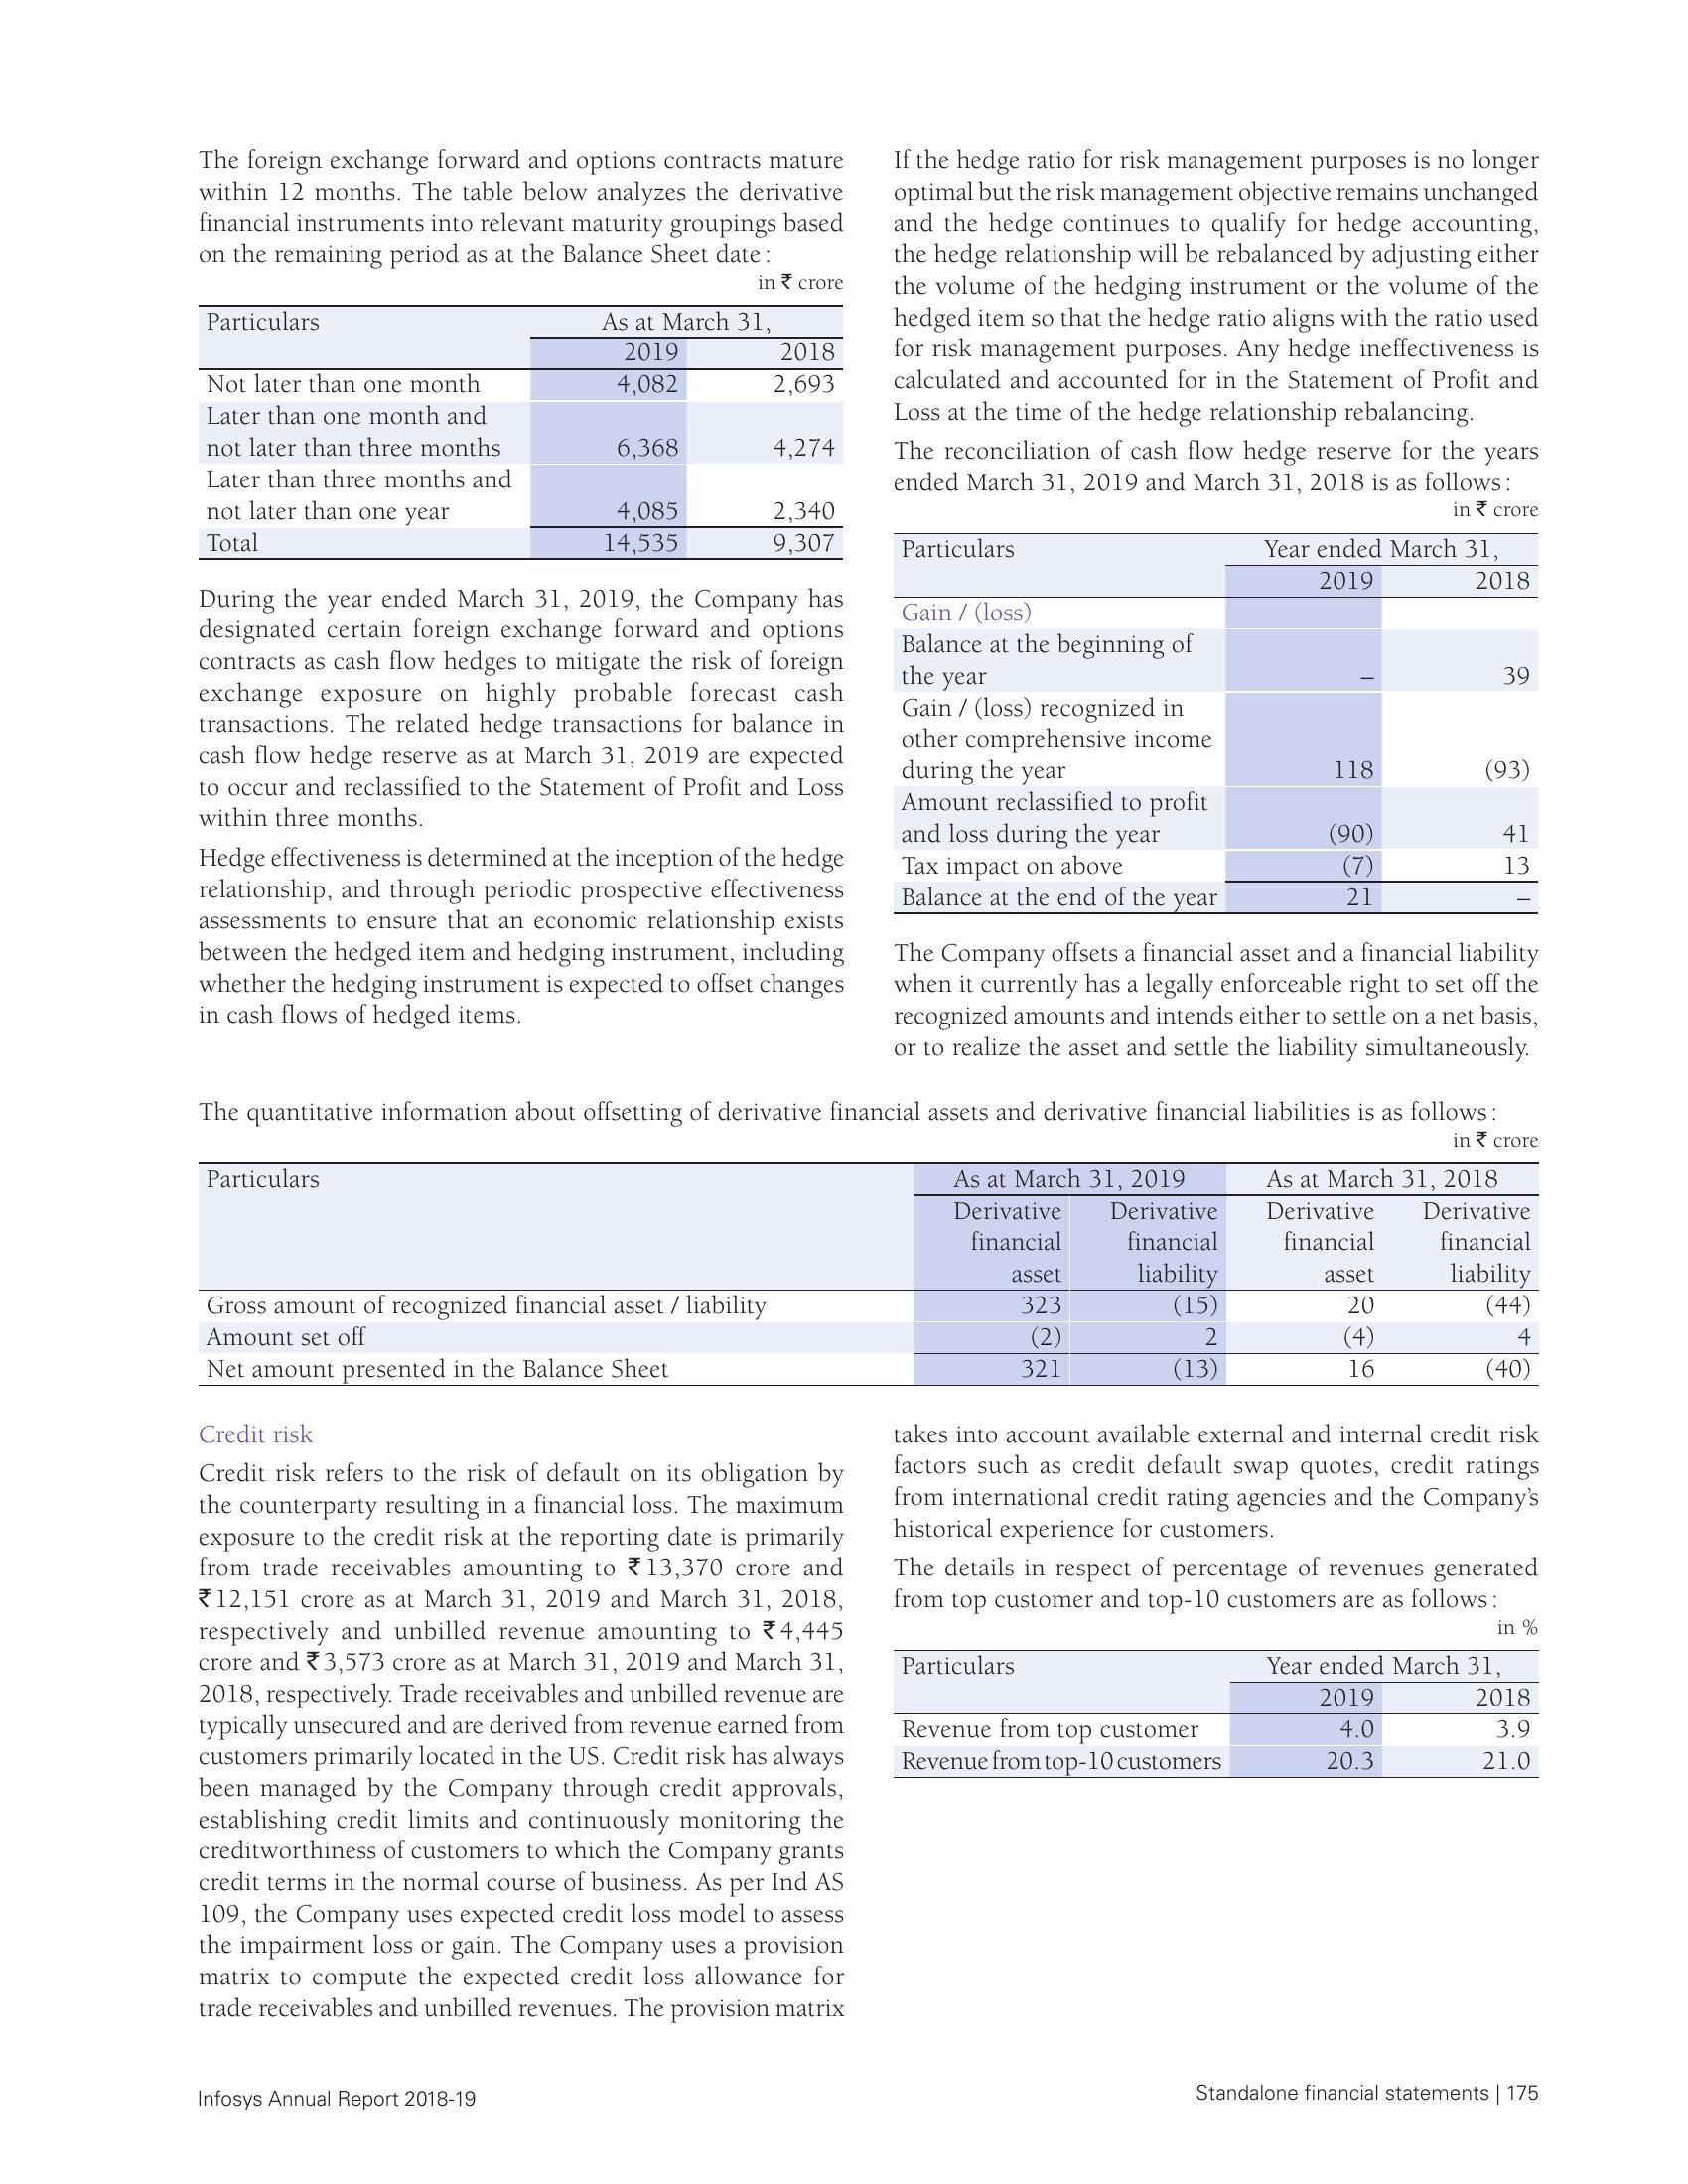 The foreign exchange forward and options contracts mature
within 12 months. The table below analyzes the derivative
financial instruments into relevant maturity groupings based
on the remaining period as at the Balance Sheet date:
in ₹ crore
Particulars As at March 31,
2019 2018
Not later than one month 4,082 2,693
Later than one month and
not later than three months 6,368 4,274
Later than three months and
not later than one year 4,085 2,340
Total 14,535 9,307
During the year ended March 31, 2019, the Company has
designated certain foreign exchange forward and options
contracts as cash flow hedges to mitigate the risk of foreign
exchange exposure on highly probable forecast cash
transactions. The related hedge transactions for balance in
cash flow hedge reserve as at March 31, 2019 are expected
to occur and reclassified to the Statement of Profit and Loss
within three months.
Hedge effectiveness is determined at the inception of the hedge
relationship, and through periodic prospective effectiveness
assessments to ensure that an economic relationship exists
between the hedged item and hedging instrument, including
whether the hedging instrument is expected to offset changes
in cash flows of hedged items.
If the hedge ratio for risk management purposes is no longer
optimal but the risk management objective remains unchanged
and the hedge continues to qualify for hedge accounting,
the hedge relationship will be rebalanced by adjusting either
the volume of the hedging instrument or the volume of the
hedged item so that the hedge ratio aligns with the ratio used
for risk management purposes. Any hedge ineffectiveness is
calculated and accounted for in the Statement of Profit and
Loss at the time of the hedge relationship rebalancing.
The reconciliation of cash flow hedge reserve for the years
ended March 31, 2019 and March 31, 2018 is as follows:
in ₹ crore
Particulars Year ended March 31,
2019 2018
Gain / (loss)
Balance at the beginning of
the year – 39
Gain / (loss) recognized in
other comprehensive income
during the year 118 (93)
Amount reclassified to profit
and loss during the year (90) 41
Tax impact on above (7) 13
Balance at the end of the year 21 –
The Company offsets a financial asset and a financial liability
when it currently has a legally enforceable right to set off the
recognized amounts and intends either to settle on a net basis,
or to realize the asset and settle the liability simultaneously.
The quantitative information about offsetting of derivative financial assets and derivative financial liabilities is as follows:
in ₹ crore
Particulars As at March 31, 2019 As at March 31, 2018
Derivative Derivative Derivative Derivative
financial financial financial financial
asset liability asset liability
Gross amount of recognized financial asset / liability 323 (15) 20 (44)
Amount set off (2) 2 (4) 4
Net amount presented in the Balance Sheet 321 (13) 16 (40)
Credit risk
Credit risk refers to the risk of default on its obligation by
the counterparty resulting in a financial loss. The maximum
exposure to the credit risk at the reporting date is primarily
from trade receivables amounting to ₹13,370 crore and
₹12,151 crore as at March 31, 2019 and March 31, 2018,
respectively and unbilled revenue amounting to ₹4,445
crore and ₹3,573 crore as at March 31, 2019 and March 31,
2018, respectively. Trade receivables and unbilled revenue are
typically unsecured and are derived from revenue earned from
customers primarily located in the US. Credit risk has always
been managed by the Company through credit approvals,
establishing credit limits and continuously monitoring the
creditworthiness of customers to which the Company grants
credit terms in the normal course of business. As per Ind AS
109, the Company uses expected credit loss model to assess
the impairment loss or gain. The Company uses a provision
matrix to compute the expected credit loss allowance for
trade receivables and unbilled revenues. The provision matrix
takes into account available external and internal credit risk
factors such as credit default swap quotes, credit ratings
from international credit rating agencies and the Company's
historical experience for customers.
The details in respect of percentage of revenues generated
from top customer and top-10 customers are as follows:
in %
Particulars Year ended March 31,
2019 2018
Revenue from top customer 4.0 3.9
Revenue from top-10 customers 20.3 21.0
Infosys Annual Report 2018-19
Standalone financial statements | 175